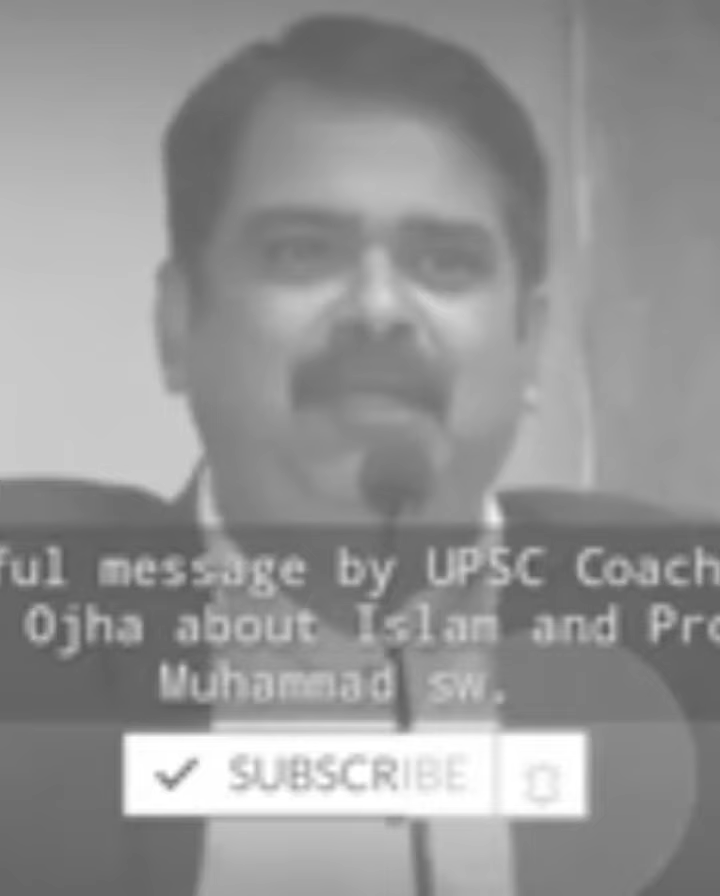 ful message by UPSC Coach
Ojha about Islam and Pro
Muhammad sw.
SUBSCRIBE